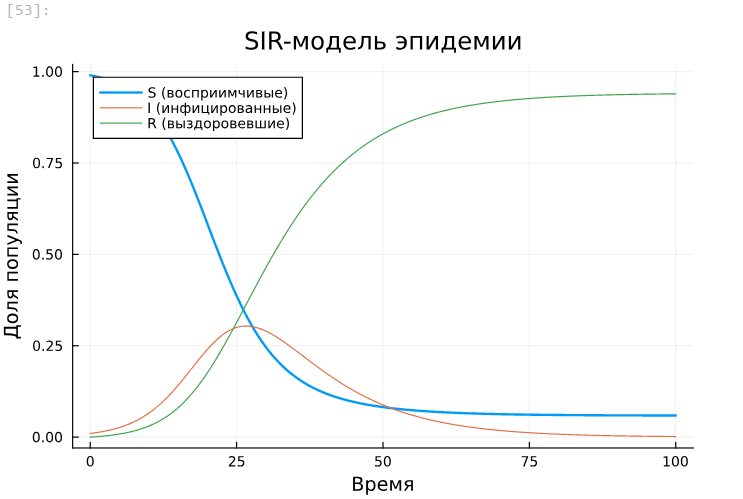 [53]:
SIR-модель эпидемии
1.00
S (восприимчивые)
I (инфицированные)
R (выздоровевшие)
0.75
0.50
0.25
0.00
Доля популяции
0 25 50 75 100
Время